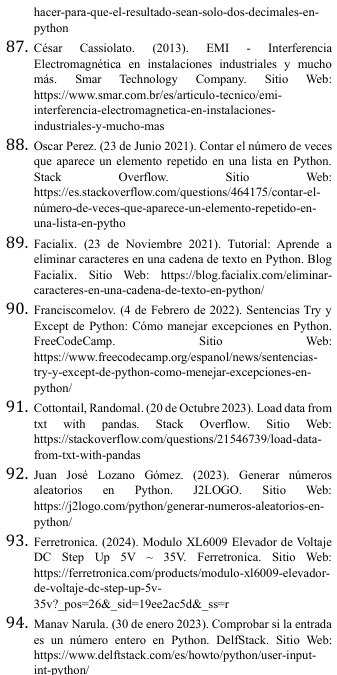 hacer-para-que-el-resultado-sean-solo-dos-decimales-en-
python
87. César Cassiolato. (2013). EMI - Interferencia
Electromagnética en instalaciones industriales y mucho
más. Smar Technology Company. Sitio Web:
https://www.smar.com.br/es/articulo-tecnico/emi-
interferencia-electromagnetica-en-instalaciones-
industriales-y-mucho-mas
88. Oscar Perez. (23 de Junio 2021). Contar el número de veces
que aparece un elemento repetido en una lista en Python.
Stack Overflow. Sitio Web:
https://es.stackoverflow.com/questions/464175/contar-el-
número-de-veces-que-aparece-un-elemento-repetido-en-
una-lista-en-pytho
89. Facialix. (23 de Noviembre 2021). Tutorial: Aprende a
eliminar caracteres en una cadena de texto en Python. Blog
Facialix. Sitio Web: https://blog.facialix.com/eliminar-
caracteres-en-una-cadena-de-texto-en-python/
90. Franciscomelov. (4 de Febrero de 2022). Sentencias Try y
Except de Python: Cómo manejar excepciones en Python.
FreeCodeCamp. Sitio Web:
https://www.freecodecamp.org/espanol/news/sentencias-
try-y-except-de-python-como-menejar-excepciones-en-
python/
91. Cottontail, Randomal. (20 de Octubre 2023). Load data from
txt with pandas. Stack Overflow. Sitio Web:
https://stackoverflow.com/questions/21546739/load-data-
from-txt-with-pandas
92. Juan José Lozano Gómez. (2023). Generar números
aleatorios en Python. J2LOGO. Sitio Web:
https://j2logo.com/python/generar-numeros-aleatorios-en-
python/
93. Ferretronica. (2024). Modulo XL6009 Elevador de Voltaje
DC Step Up 5V ~ 35V. Ferretronica. Sitio Web:
https://ferretronica.com/products/modulo-xl6009-elevador-
de-voltaje-dc-step-up-5v-
35v?_pos=26&_sid=19ee2ac5d&_ss=r
94. Manav Narula. (30 de enero 2023). Comprobar si la entrada
es un número entero en Python. DelfStack. Sitio Web:
https://www.delftstack.com/es/howto/python/user-input-
int-python/